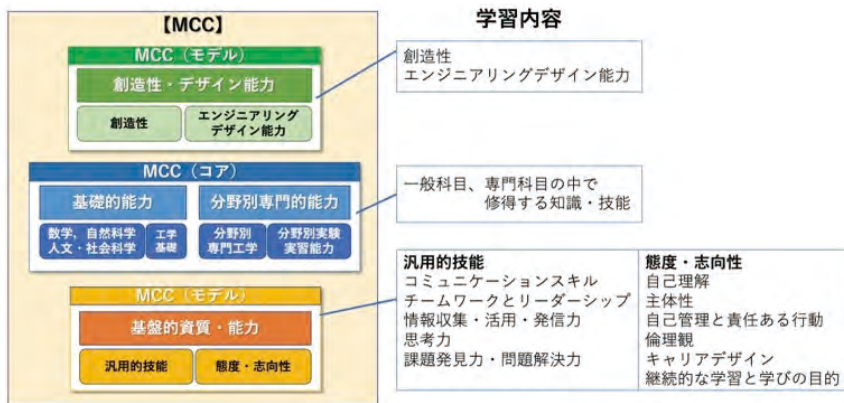 【MCC】
学習内容
MCC（モデル）
創造性・デザイン能力
創造性
エンジニアリング
デザイン能力
創造性
エンジニアリングデザイン能力
MCC（コア）
基礎的能力
分野別専門的能力
数学，自然科学
人文・社会科学
工学
基礎
分野別
専門工学
分野別実験
実習能力
一般科目、専門科目の中で
修得する知識・技能
MCC（モデル）
基盤的資質・能力
汎用的技能
態度・志向性
汎用的技能
コミュニケーションスキル
チームワークとリーダーシップ
情報収集・活用・発信力
思考力
課題発見力・問題解決力
態度・志向性
自己理解
主体性
自己管理と責任ある行動
倫理観
キャリアデザイン
継続的な学習と学びの目的